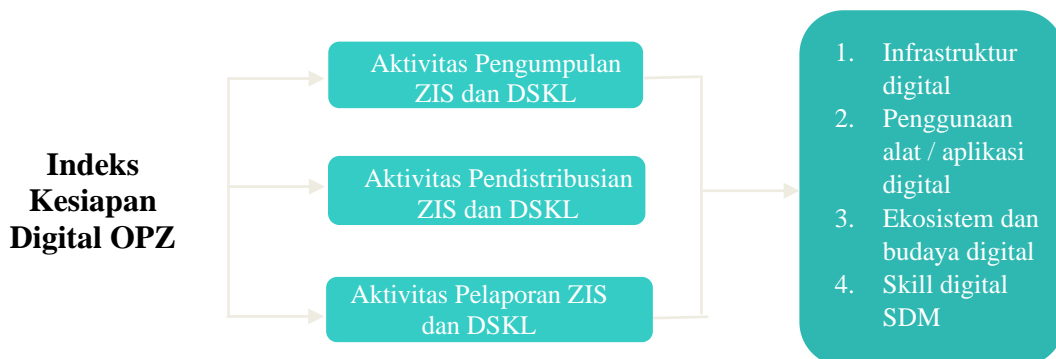 Indeks
Kesiapan
Digital OPZ
Aktivitas Pengumpulan
ZIS dan DSKL
Aktivitas Pendistribusian
ZIS dan DSKL
Aktivitas Pelaporan ZIS
dan DSKL
1. Infrastruktur
digital
2. Penggunaan
alat / aplikasi
digital
3. Ekosistem dan
budaya digital
4. Skill digital
SDM